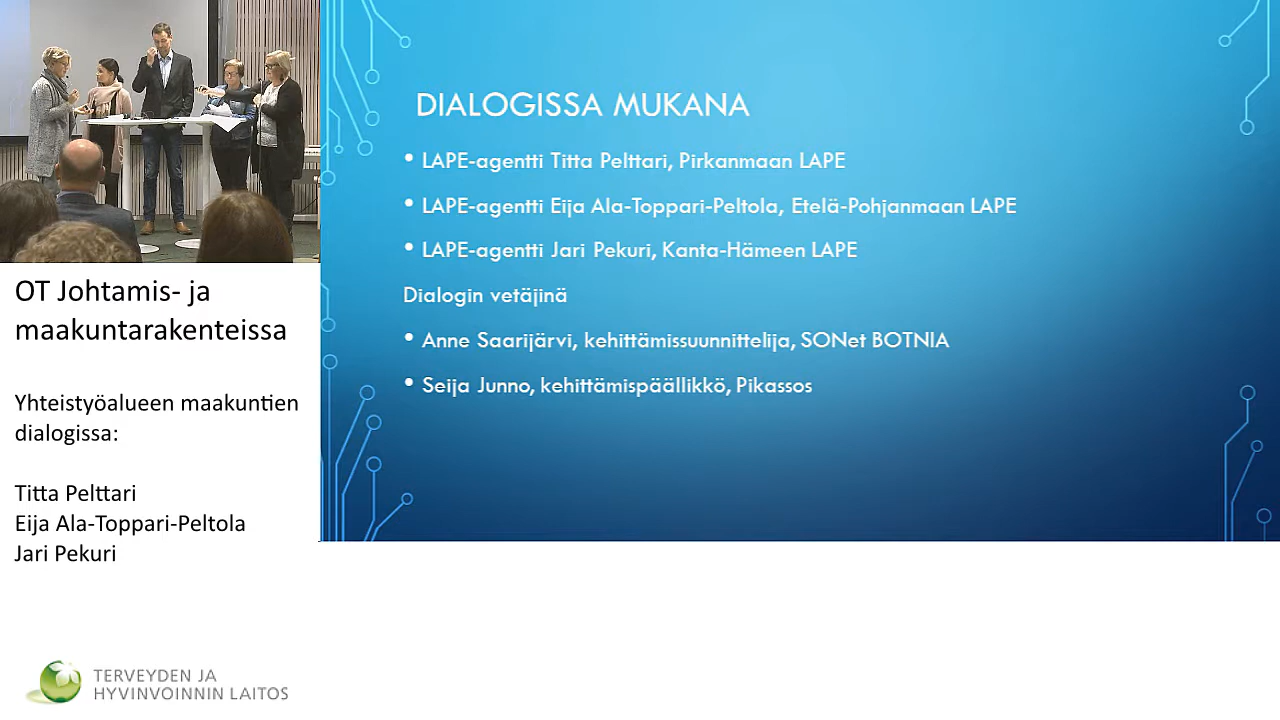 DIALOGISSA MUKANA
• LAPE-agentti Titta Pelttari, Pirkanmaan LAPE
• LAPE-agentti Eija Ala-Toppari-Peltola, Etelä-Pohjanmaan LAPE
• LAPE-agentti Jari Pekuri, Kanta-Hämeen LAPE
Dialogin vetäjinä
• Anne Saarijärvi, kehittämissuunnittelija, SONet BOTNIA
• Seija Junno, kehittämispäällikkö, Pikassos
OT Johtamis- ja
maakuntarakenteissa
Yhteistyöalueen maakuntien
dialogissa:
Titta Pelttari
Eija Ala-Toppari-Peltola
Jari Pekuri
TERVEYDEN JA
HYVINVOINNIN LAITOS